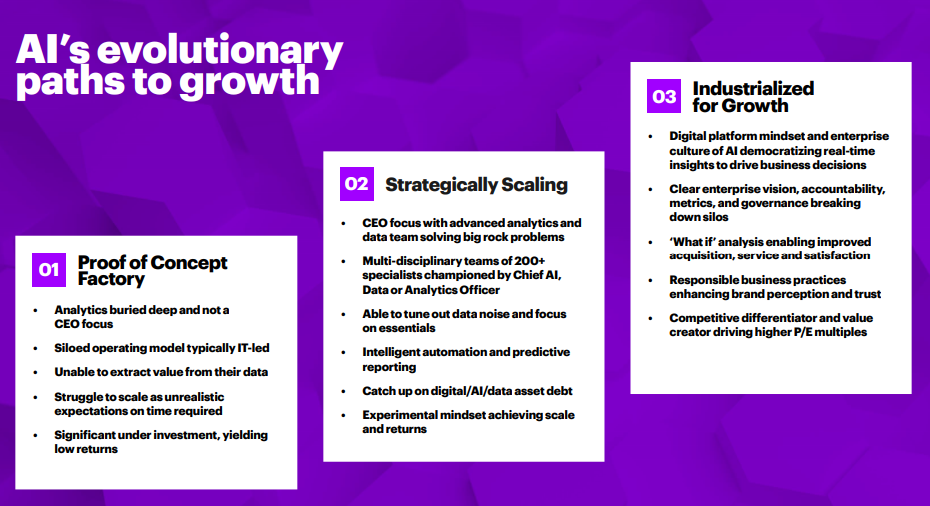 AI’s evolutionary
paths to growth
01
Proof of Concept
Factory
• Analytics buried deep and not a
CEO focus
• Siloed operating model typically IT-led
• Unable to extract value from their data
• Struggle to scale as unrealistic
expectations on time required
• Significant under investment, yielding
low returns
02
Strategically Scaling
• CEO focus with advanced analytics and
data team solving big rock problems
• Multi-disciplinary teams of 200+
specialists championed by Chief AI,
Data or Analytics Officer
• Able to tune out data noise and focus
on essentials
• Intelligent automation and predictive
reporting
• Catch up on digital/AI/data asset debt
• Experimental mindset achieving scale
and returns
03
Industrialized
for Growth
• Digital platform mindset and enterprise
culture of AI democratizing real-time
insights to drive business decisions
• Clear enterprise vision, accountability,
metrics, and governance breaking
down silos
• ‘What if’ analysis enabling improved
acquisition, service and satisfaction
• Responsible business practices
enhancing brand perception and trust
• Competitive differentiator and value
creator driving higher P/E multiples